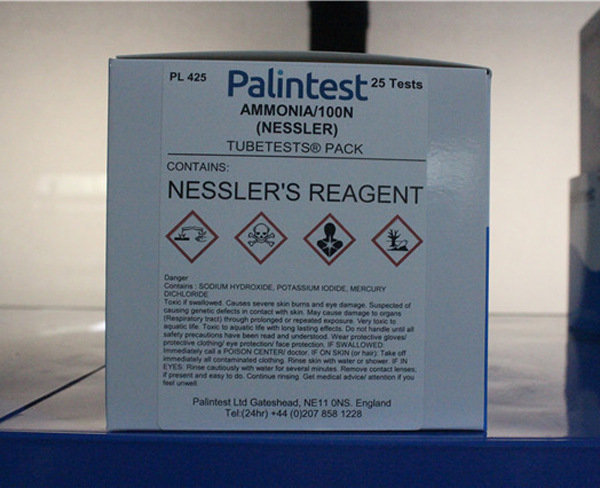 PL 425 Palintest 25 Tests
AMMONIA/100N
(NESSLER)
TUBETESTS® PACK
CONTAINS:
NESSLER'S REAGENT
Danger
Contains : SODIUM HYDROXIDE, POTASSIUM IODIDE, MERCURY
DICHLORIDE
Toxic if swallowed. Causes severe skin burns and eye damage. Suspected of
causing genetic defects in contact with skin. May cause damage to organs
(Respiratory tract) through prolonged or repeated exposure. Very toxic to
aquatic life. Toxic to aquatic life with long lasting effects. Do not handle until all
safety precautions have been read and understood. Wear protective gloves/
protective clothing/ eye protection/ face protection. IF SWALLOWED:
Immediately call a POISON CENTER/ doctor. IF ON SKIN (or hair): Take off
immediately all contaminated clothing. Rinse skin with water or shower. IF IN
EYES: Rinse cautiously with water for several minutes. Remove contact lenses,
if present and easy to do. Continue rinsing. Get medical advice/ attention if you
feel unwell.
Palintest Ltd Gateshead, NE11 0NS. England
Tel:(24hr) +44 (0)207 858 1228